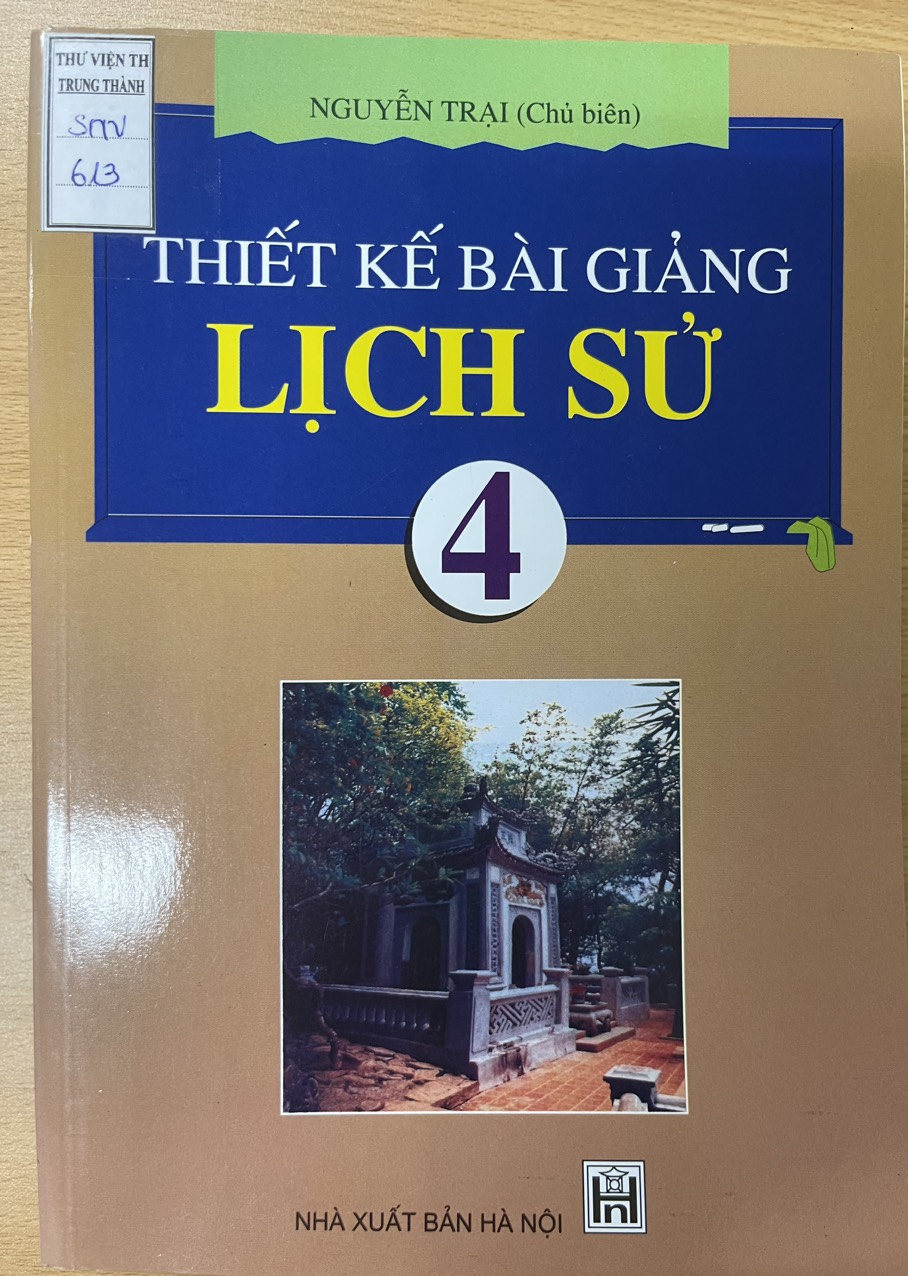 THƯ VIỆN TH
TRUNG THÀNH
SNV
613
NGUYỄN TRẠI (Chủ biên)
THIẾT KẾ BÀI GIẢNG
LỊCH SỬ
4
NHÀ XUẤT BẢN HÀ NỘI